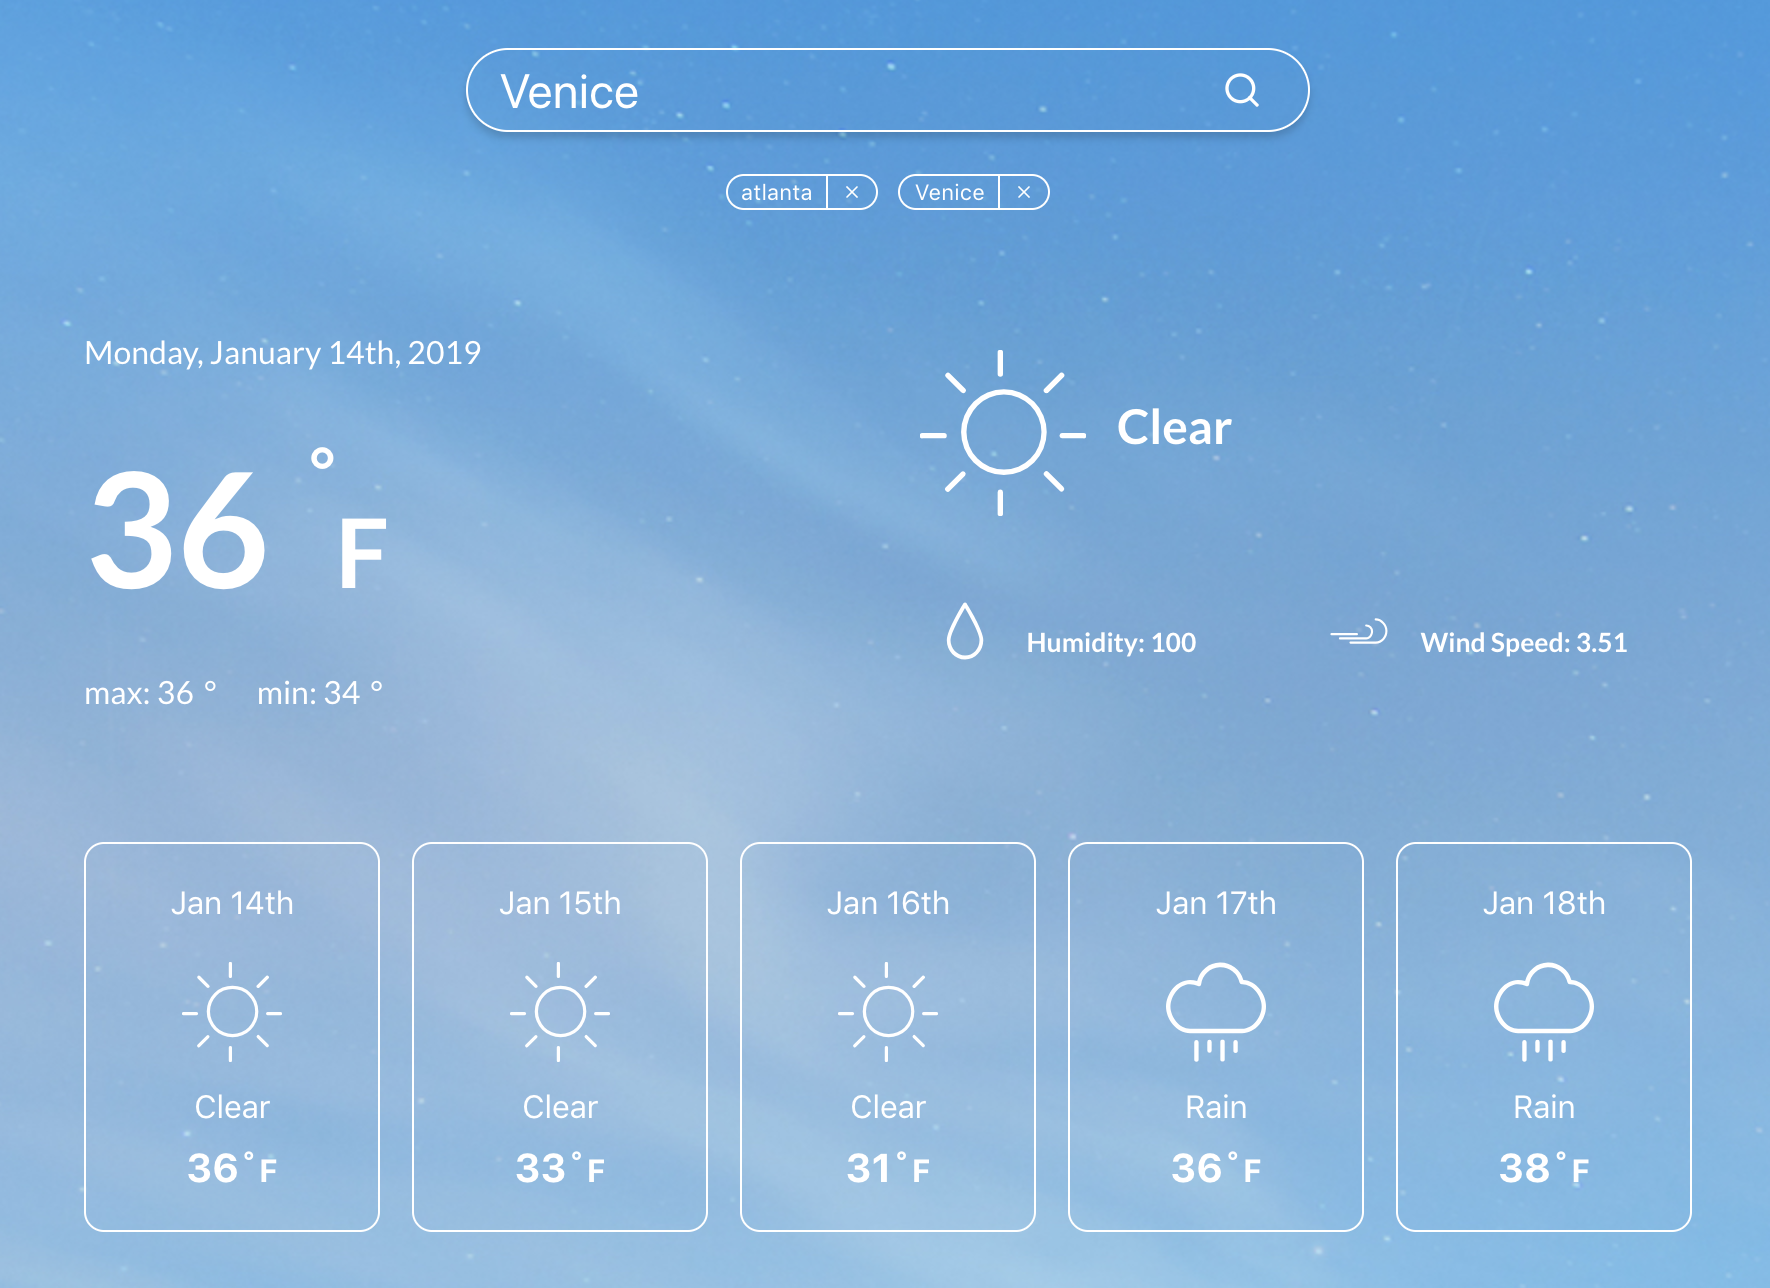 Venice
atlanta × Venice ×
Monday, January 14th, 2019
36 ° F
max: 36 ° min: 34 °
Clear
Humidity: 100 Wind Speed: 3.51
Jan 14th
Clear
36°F
Jan 15th
Clear
33°F
Jan 16th
Clear
31°F
Jan 17th
Rain
36°F
Jan 18th
Rain
38°F